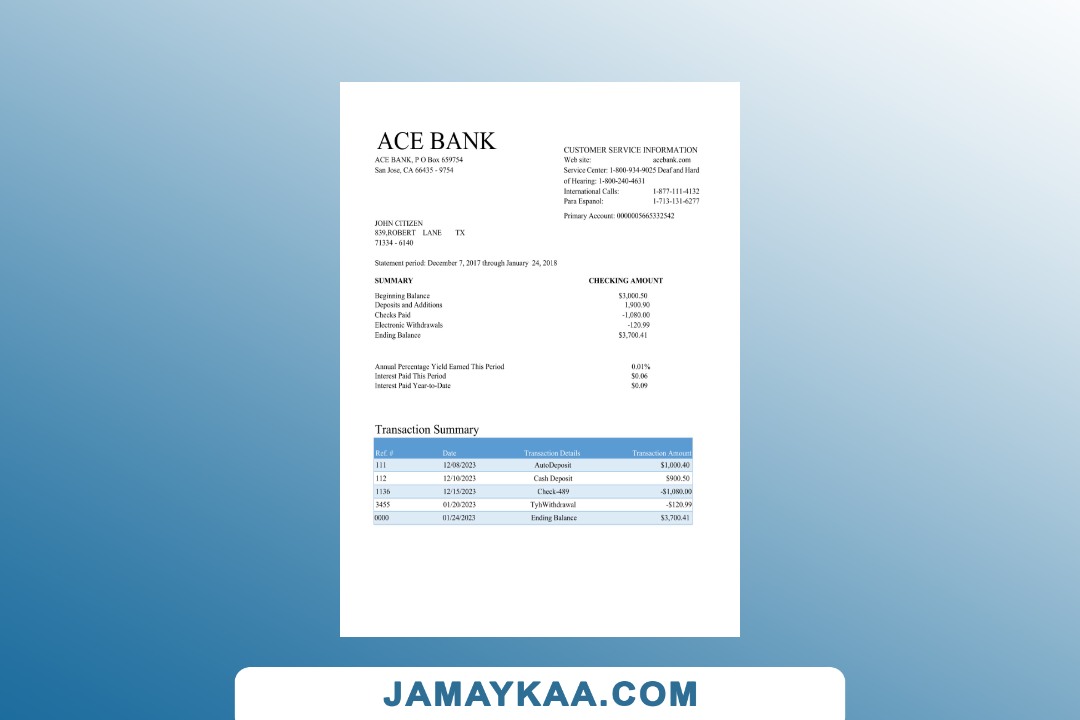 ACE BANK
ACE BANK, P O Box 659754
San Jose, CA 66435 - 9754
CUSTOMER SERVICE INFORMATION
Web site: acebank.com
Service Center: 1-800-934-9025 Deaf and Hard
of Hearing: 1-800-240-4631
International Calls: 1-877-111-4132
Para Espanol: 1-713-131-6277
Primary Account: 0000005665332542
JOHN CITIZEN
839,ROBERT LANE TX
71334 - 6140
Statement period: December 7, 2017 through January 24, 2018
SUMMARY CHECKING AMOUNT
Beginning Balance $3,000.50
Deposits and Additions 1,900.90
Checks Paid -1,080.00
Electronic Withdrawals -120.99
Ending Balance $3,700.41
Annual Percentage Yield Earned This Period 0.01%
Interest Paid This Period $0.06
Interest Paid Year-to-Date $0.09
Transaction Summary
Ref. # Date Transaction Details Transaction Amount
111 12/08/2023 AutoDeposit $1,000.40
112 12/10/2023 Cash Deposit $900.50
1136 12/15/2023 Check-489 -$1,080.00
3455 01/20/2023 TyhWithdrawal -$120.99
0000 01/24/2023 Ending Balance $3,700.41
JAMAYKAA.COM